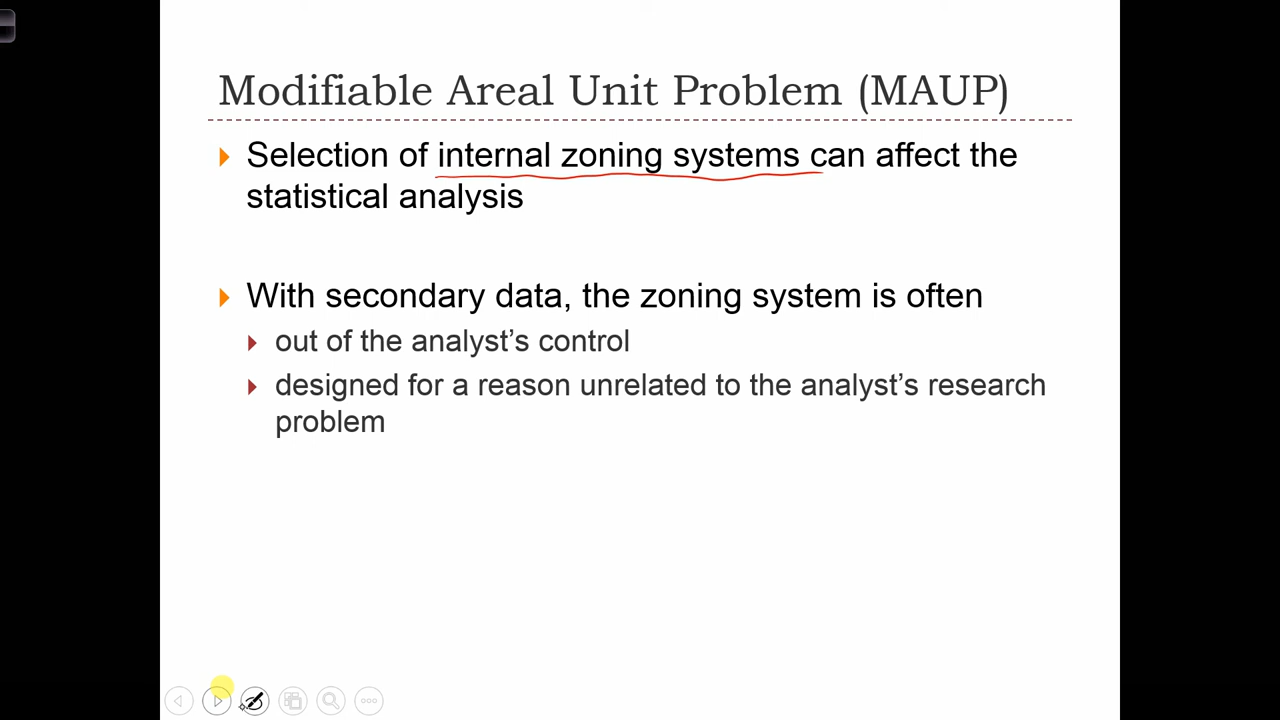 Modifiable Areal Unit Problem (MAUP)
Selection of internal zoning systems can affect the
statistical analysis
With secondary data, the zoning system is often
out of the analyst’s control
designed for a reason unrelated to the analyst’s research
problem